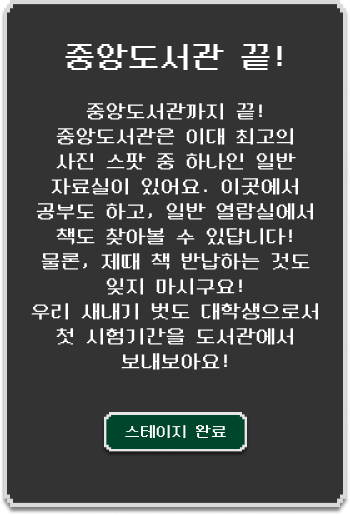 중앙도서관 끝!
중앙도서관까지 끝!
중앙도서관은 이대 최고의
사진 스팟 중 하나인 일반
자료실이 있어요. 이곳에서
공부도 하고, 일반 열람실에서
책도 찾아볼 수 있답니다!
물론, 제때 책 반납하는 것도
잊지 마시구요!
우리 새내기 벗도 대학생으로서
첫 시험기간을 도서관에서
보내보아요!
스테이지 완료